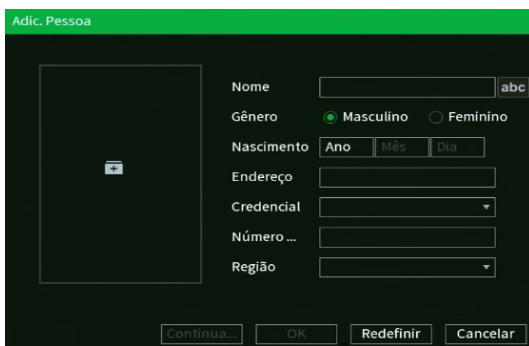 Adic. Pessoa
Nome abc
Gênero Masculino Feminino
Nascimento Ano Mês Dia
Endereço
Credencial
Número ...
Região
Continua... OK Redefinir Cancelar